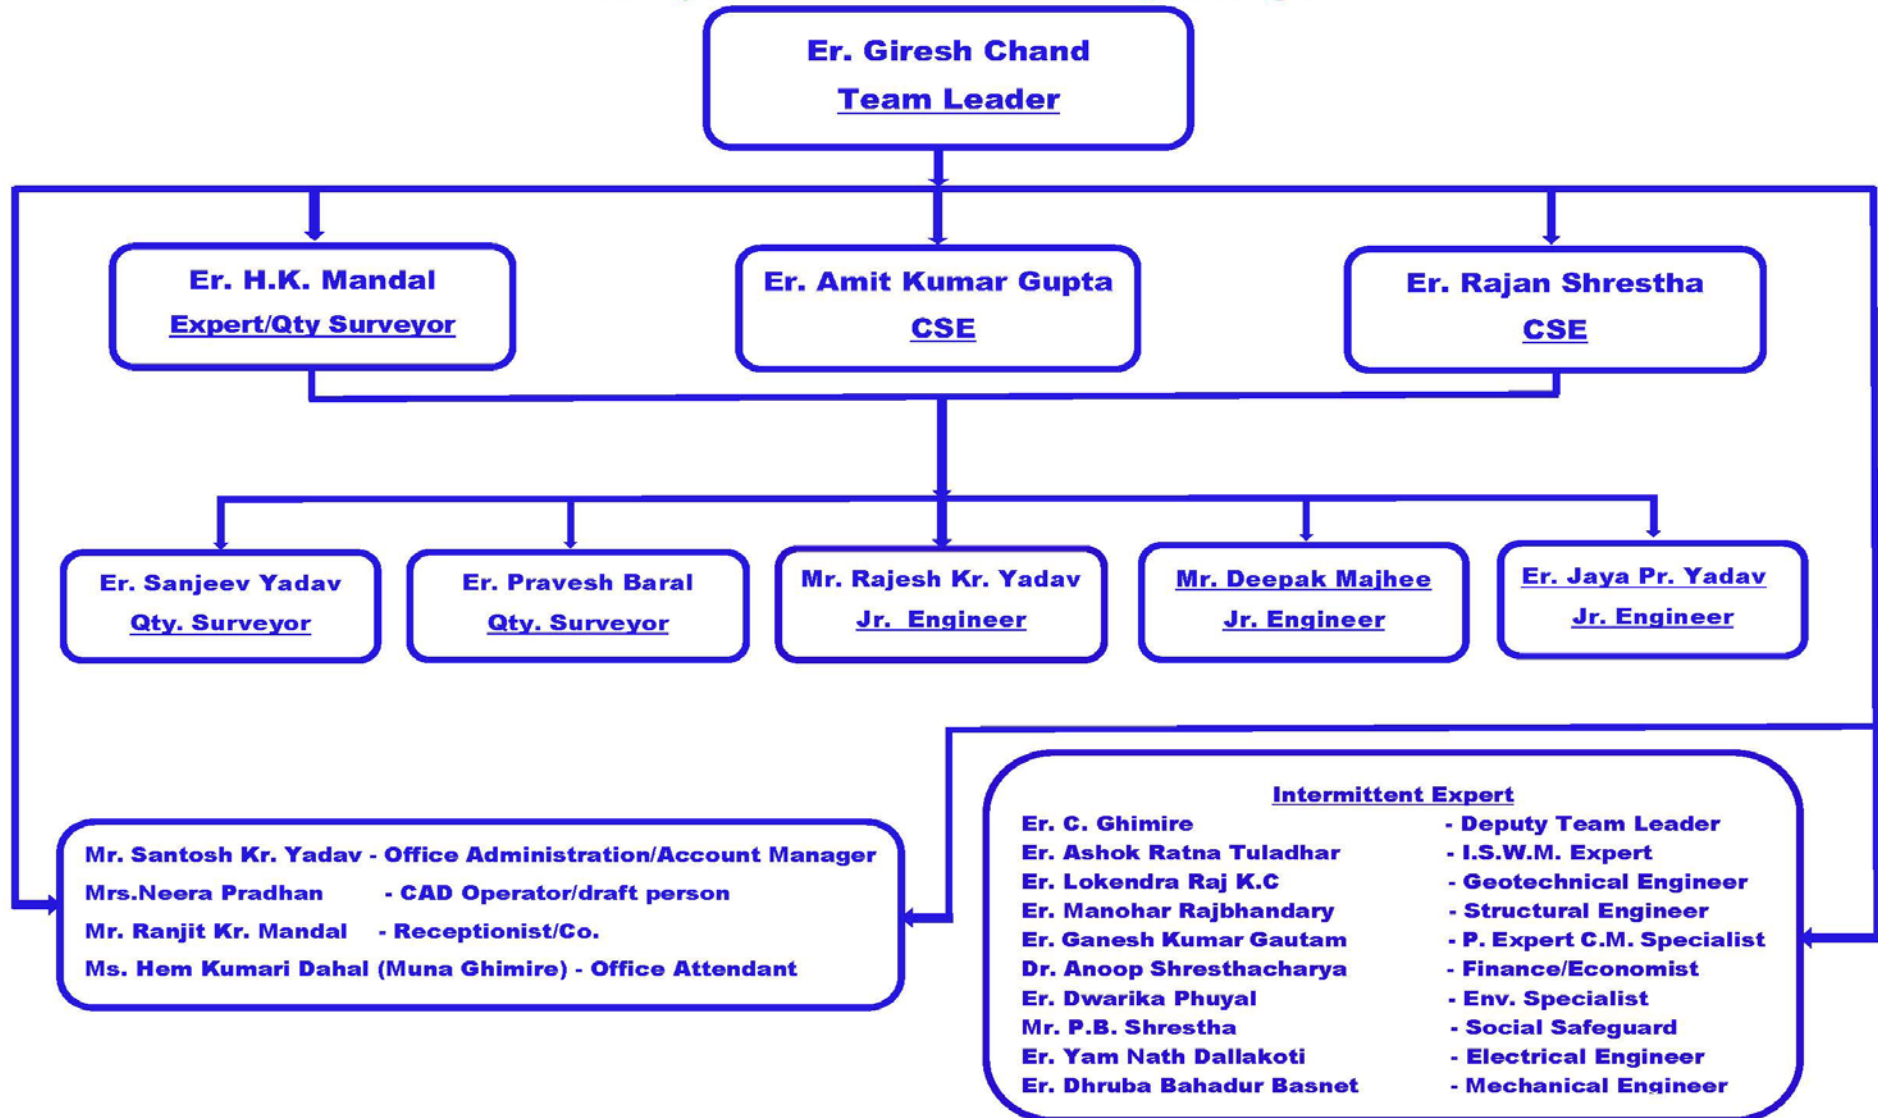 Er. Giresh Chand
Team Leader
Er. H.K. Mandal
Expert/Qty Surveyor
Er. Amit Kumar Gupta
CSE
Er. Rajan Shrestha
CSE
Er. Sanjeev Yadav
Qty. Surveyor
Er. Pravesh Baral
Qty. Surveyor
Mr. Rajesh Kr. Yadav
Jr. Engineer
Mr. Deepak Majhee
Jr. Engineer
Er. Jaya Pr. Yadav
Jr. Engineer
Mr. Santosh Kr. Yadav - Office Administration/Account Manager
Mrs.Neera Pradhan - CAD Operator/draft person
Mr. Ranjit Kr. Mandal - Receptionist/Co.
Ms. Hem Kumari Dahal (Muna Ghimire) - Office Attendant
Intermittent Expert
Er. C. Ghimire - Deputy Team Leader
Er. Ashok Ratna Tuladhar - I.S.W.M. Expert
Er. Lokendra Raj K.C - Geotechnical Engineer
Er. Manohar Rajbhandary - Structural Engineer
Er. Ganesh Kumar Gautam - P. Expert C.M. Specialist
Dr. Anoop Shresthacharya - Finance/Economist
Er. Dwarika Phuyal - Env. Specialist
Mr. P.B. Shrestha - Social Safeguard
Er. Yam Nath Dallakoti - Electrical Engineer
Er. Dhruba Bahadur Basnet - Mechanical Engineer